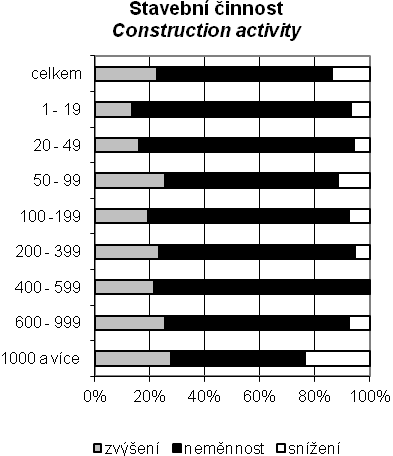 Stavební činnost
Construction activity
celkem
1 - 19
20 - 49
50 - 99
100 -199
200 - 399
400 - 599
600 - 999
1000 a více
0% 20% 40% 60% 80% 100%
zvýšení neměnnost snížení